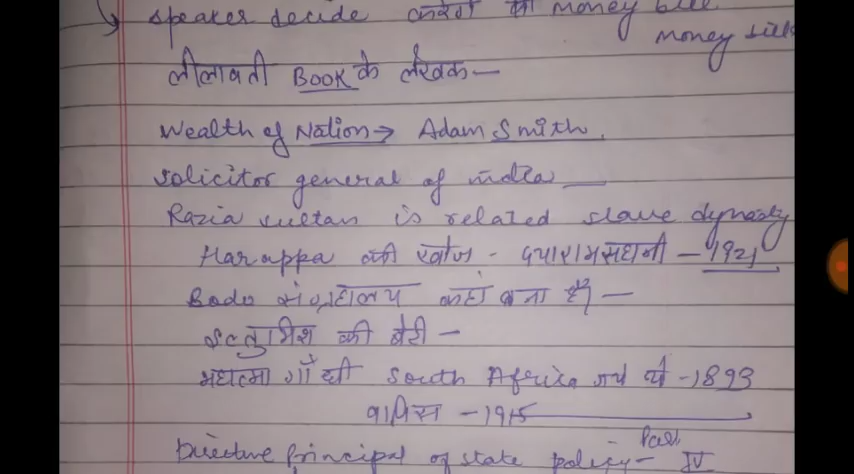 speaker decide करेगा की money bill
money bill
लीलावती BOOK के लेखक—
Wealth of Nation → Adam Smith.
Solicitor general of India —
Razia sultan is related slave dynasty
Harappa की खोज - दयारामसहनी - 1921
Bodo संग्रहालय कहां बना है —
इल्तुमिश की बेटी -
महात्मा गाँधी South Africa गये थे - 1893
वापिस - 1915
Part
Directive Principal of state policy - IV